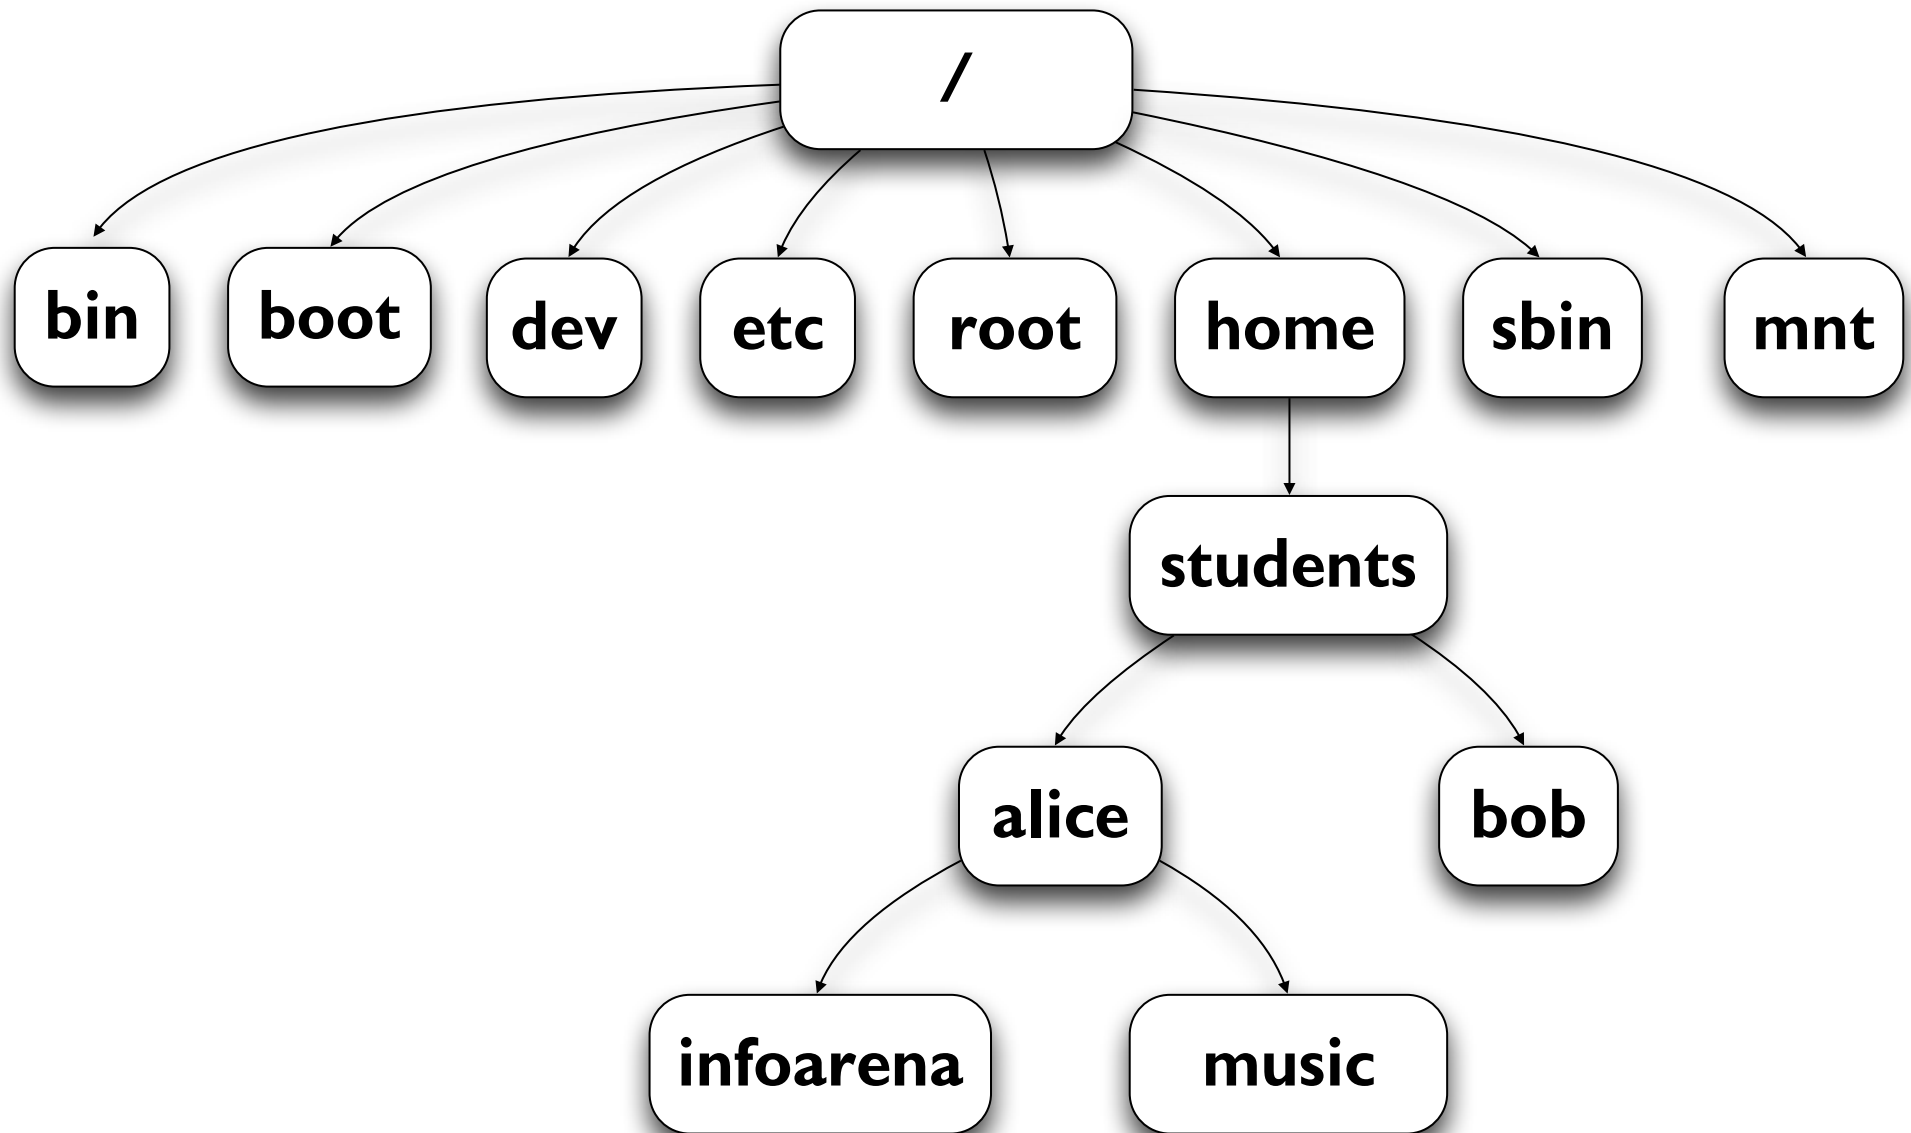 /
bin boot dev etc root home sbin mnt
students
alice bob
infoarena music